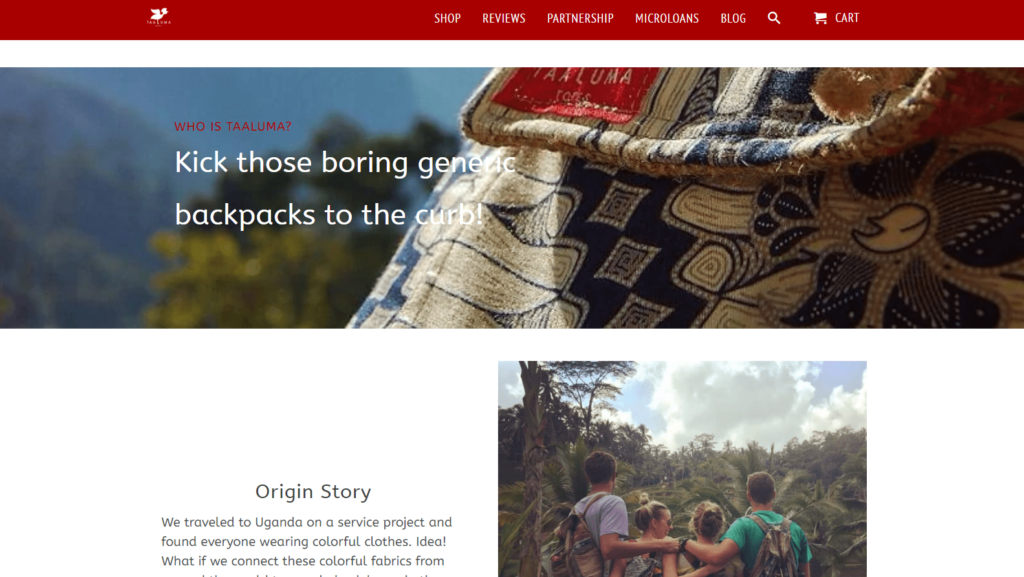 TAALUMA
SHOP REVIEWS PARTNERSHIP MICROLOANS BLOG CART
TAALUMA
TOTES
WHO IS TAALUMA?
Kick those boring generic
backpacks to the curb!
Origin Story
We traveled to Uganda on a service project and
found everyone wearing colorful clothes. Idea!
What if we connect these colorful fabrics from